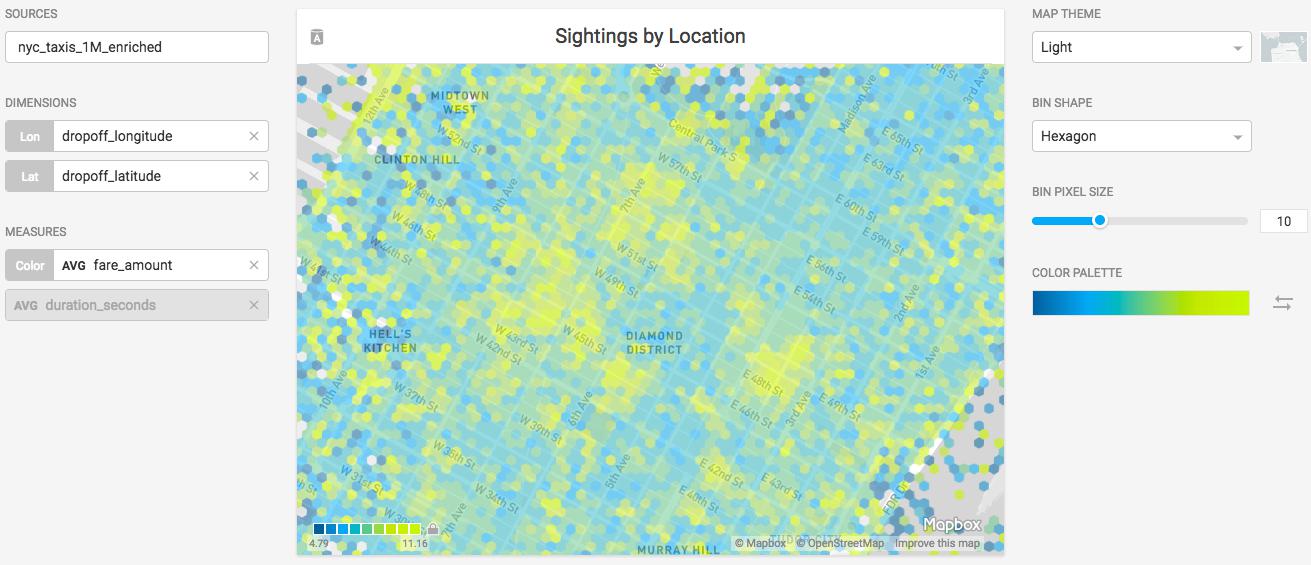 SOURCES
nyc_taxis_1M_enriched
DIMENSIONS
Lon dropoff_longitude ×
Lat dropoff_latitude ×
MEASURES
Color AVG fare_amount ×
AVG duration_seconds ×
A
Sightings by Location
12th Ave
MIDTOWN
WEST
W 52nd St
CLINTON HILL
Central Park S
Madison Ave
3rd Ave
E 65th St
W 57th St
E 63rd St
W 48th St
9th Ave
7th Ave
E 60th St
W 46th St
E 59th St
W 44th St
W 51st St
W 41st St
W 49th St
E 56th St
E 54th St
2nd Ave
HELL'S
KITCHEN
W 43rd St
W 42nd St
W 45th St
DIAMOND
DISTRICT
1st Ave
E 48th St
10th Ave
W 37th St
6th Ave
E 46th St
3rd Ave
E 49th St
W 39th St
W 35th St
5th Ave
E 42nd St
E 43rd St
W 31st St
W 34th St
E 40th St
FDR Dr
7th Ave
4.79 11.16
MURRAY HILL
TUDOR CITY
Mapbox
© Mapbox © OpenStreetMap Improve this map
MAP THEME
Light
BIN SHAPE
Hexagon
BIN PIXEL SIZE
10
COLOR PALETTE